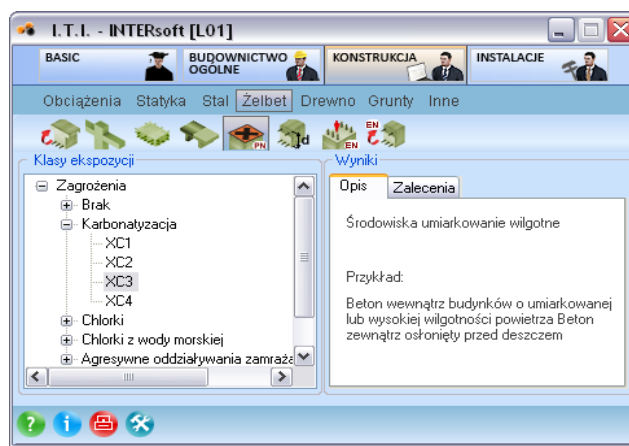 I.T.I. - INTERsoft [L01]
BASIC
BUDOWNICTWO
OGÓLNE
KONSTRUKCJA
INSTALACJE
Obciążenia Statyka Stal Żelbet Drewno Grunty Inne
PN
d
EN
EN
Klasy ekspozycji
Zagrożenia
Brak
Karbonatyzacja
XC1
XC2
XC3
XC4
Chlorki
Chlorki z wody morskiej
Agresywne oddziaływania zamraża
Wyniki
Opis Zalecenia
Środowiska umiarkowanie wilgotne
Przykład:
Beton wewnątrz budynków o umiarkowanej
lub wysokiej wilgotności powietrza Beton
zewnątrz osłonięty przed deszczem